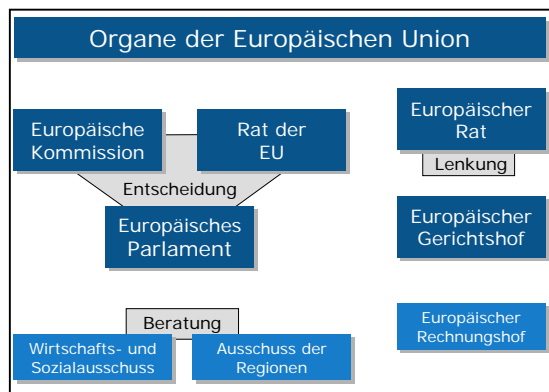 Organe der Europäischen Union
Europäische
Kommission
Rat der
EU
Entscheidung
Europäisches
Parlament
Europäischer
Rat
Lenkung
Europäischer
Gerichtshof
Beratung
Wirtschafts- und
Sozialausschuss
Ausschuss der
Regionen
Europäischer
Rechnungshof